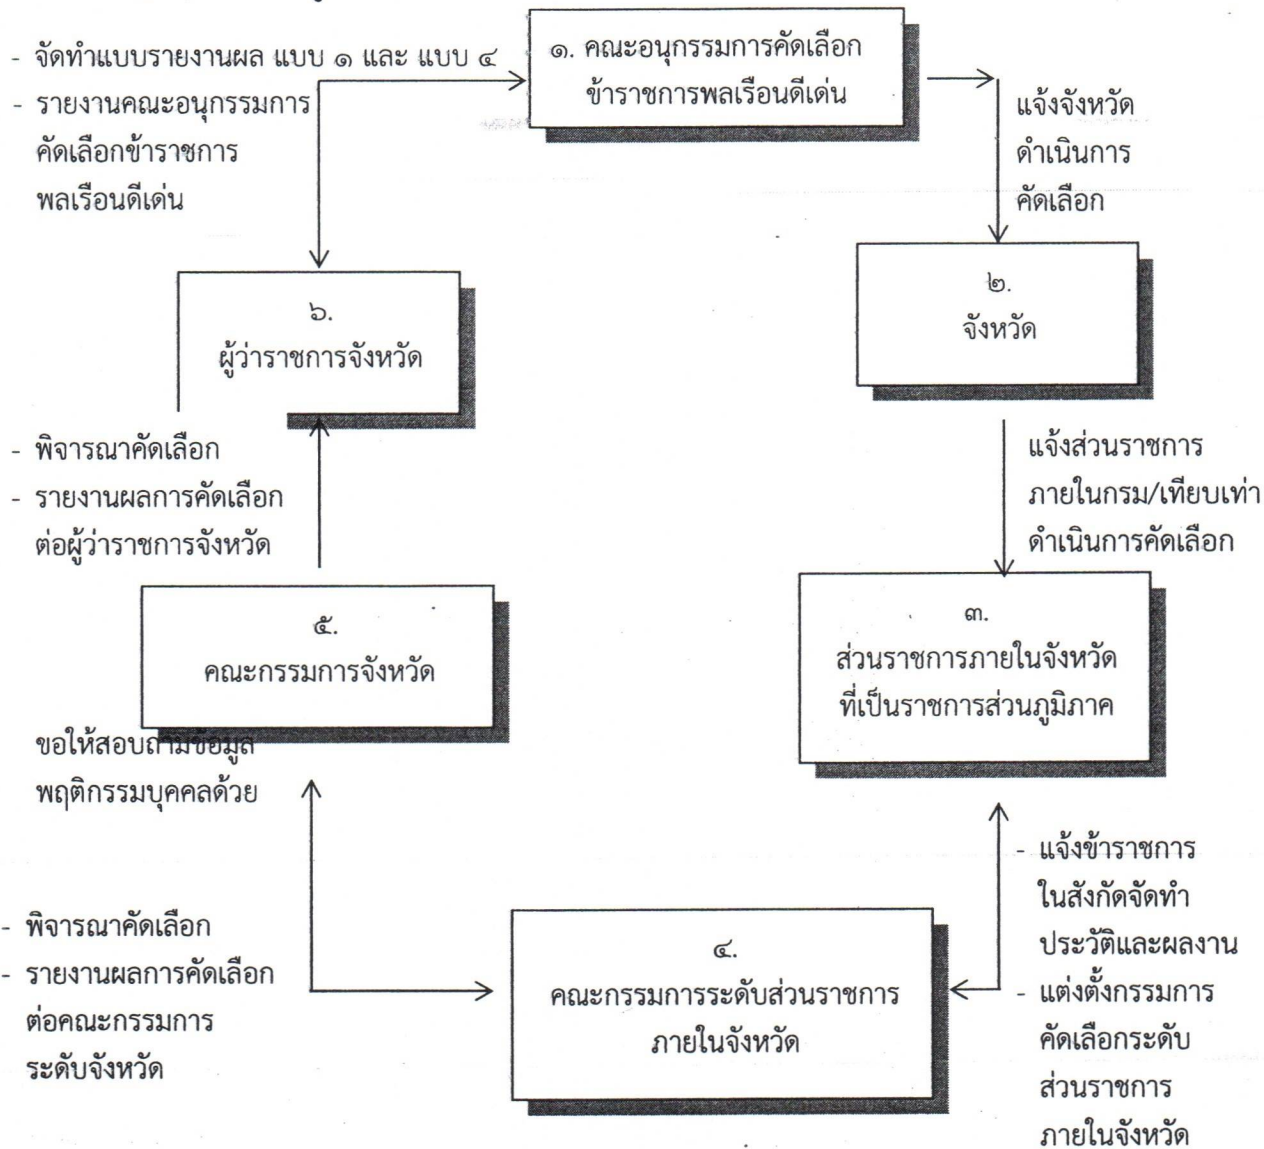 - จัดทำแบบรายงานผล แบบ ๑ และ แบบ ๔
- รายงานคณะอนุกรรมการ
คัดเลือกข้าราชการ
พลเรือนดีเด่น
๑. คณะอนุกรรมการคัดเลือก
ข้าราชการพลเรือนดีเด่น
แจ้งจังหวัด
ดำเนินการ
คัดเลือก
๒.
จังหวัด
แจ้งส่วนราชการ
ภายในกรม/เทียบเท่า
ดำเนินการคัดเลือก
๓.
ส่วนราชการภายในจังหวัด
ที่เป็นราชการส่วนภูมิภาค
- แจ้งข้าราชการ
ในสังกัดจัดทำ
ประวัติและผลงาน
- แต่งตั้งกรรมการ
คัดเลือกระดับ
ส่วนราชการ
ภายในจังหวัด
๔.
คณะกรรมการระดับส่วนราชการ
ภายในจังหวัด
- พิจารณาคัดเลือก
- รายงานผลการคัดเลือก
ต่อคณะกรรมการ
ระดับจังหวัด
๕.
คณะกรรมการจังหวัด
ขอให้สอบถามข้อมูล
พฤติกรรมบุคคลด้วย
- พิจารณาคัดเลือก
- รายงานผลการคัดเลือก
ต่อผู้ว่าราชการจังหวัด
๖.
ผู้ว่าราชการจังหวัด